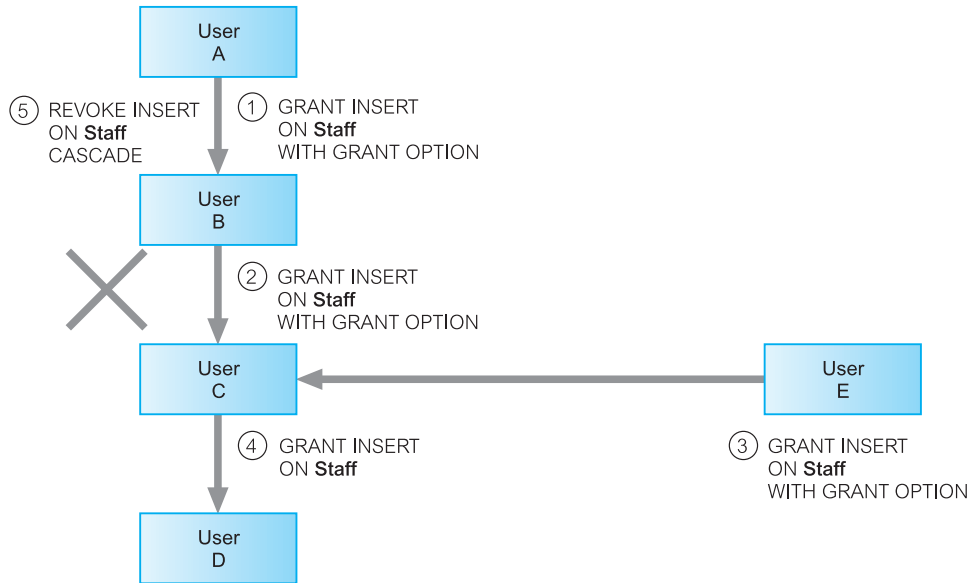 User
A
5 REVOKE INSERT
ON Staff
CASCADE
1 GRANT INSERT
ON Staff
WITH GRANT OPTION
User
B
2 GRANT INSERT
ON Staff
WITH GRANT OPTION
User
C
User
E
4 GRANT INSERT
ON Staff
3 GRANT INSERT
ON Staff
WITH GRANT OPTION
User
D